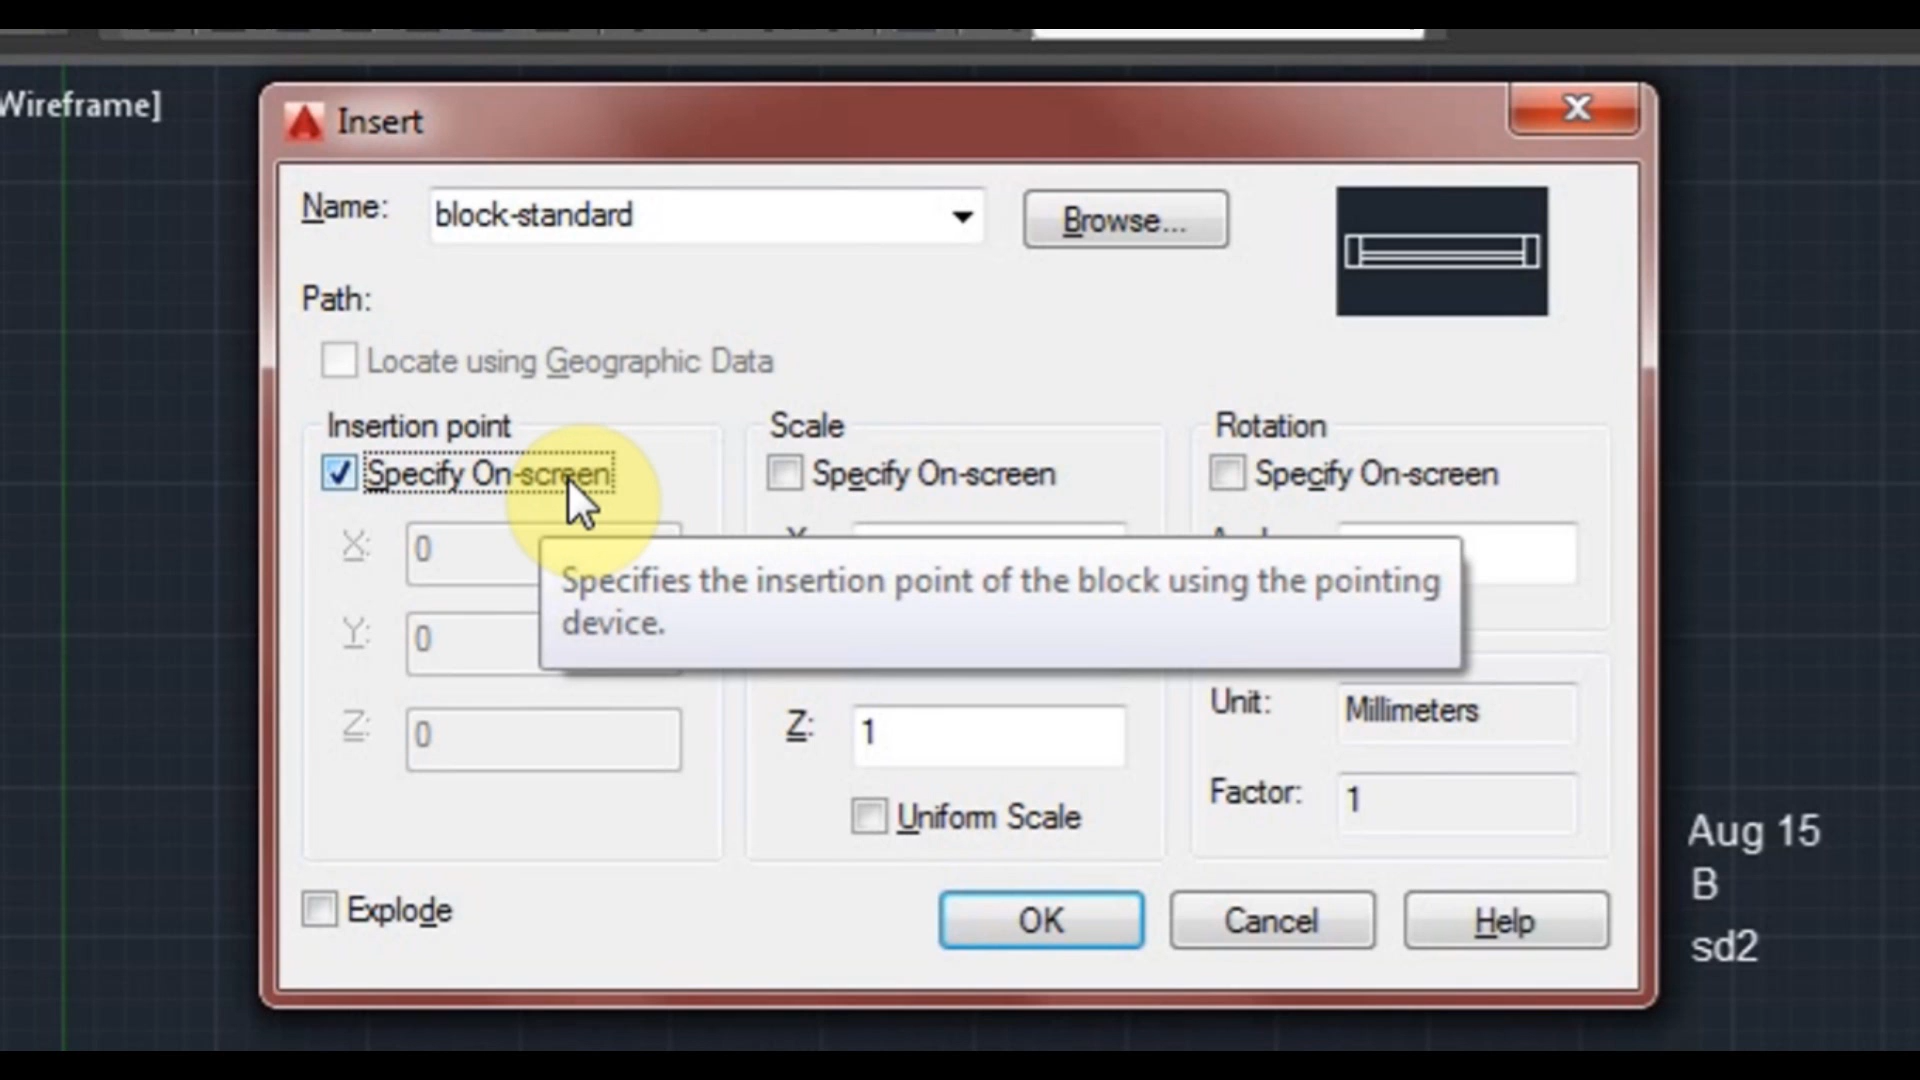 Wireframe]
Insert
Name: block-standard Browse...
Path:
Locate using Geographic Data
Insertion point Scale Rotation
Specify On-screen Specify On-screen Specify On-screen
X: 0
Specifies the insertion point of the block using the pointing
device.
Y: 0
Unit: Millimeters
Z: 0 Z: 1
Factor: 1
Uniform Scale
Explode OK Cancel Help
Aug 15
B
sd2